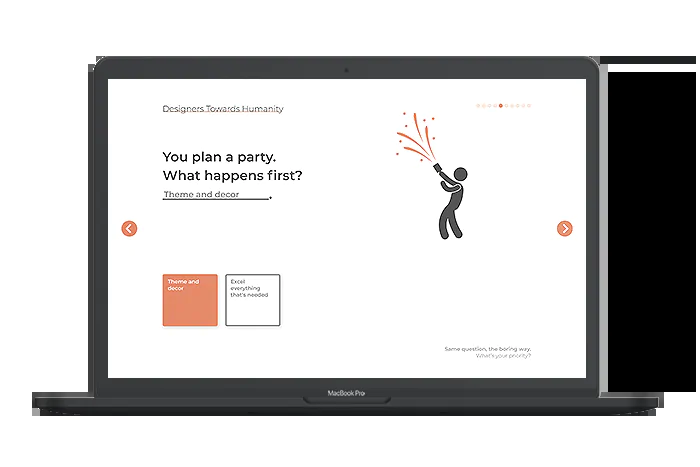 Designers Towards Humanity
You plan a party.
What happens first?
Theme and decor
Theme and
decor
Excel
everything
that's needed
Same question, the boring way.
What's your priority?
MacBook Pro